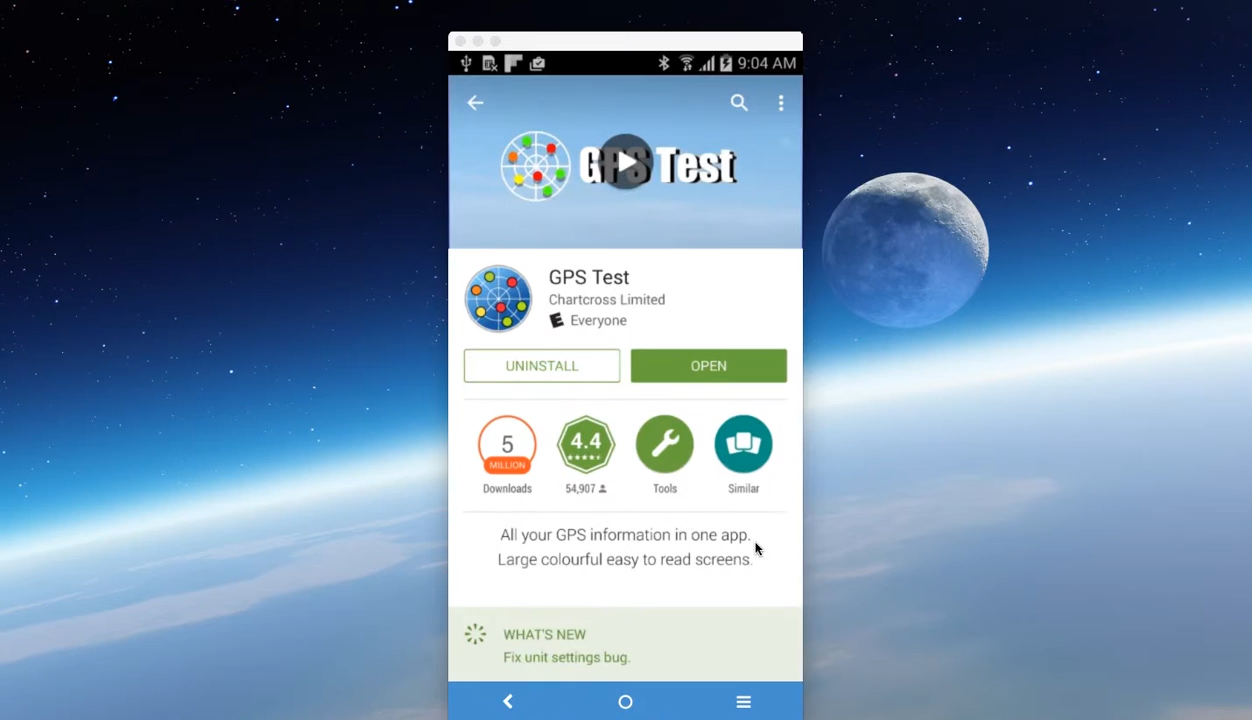 9:04 AM
GPS Test
GPS Test
Chartcross Limited
E Everyone
UNINSTALL
OPEN
5
MILLION
Downloads
4.4
54,907
Tools
Similar
All your GPS information in one app.
Large colourful easy to read screens.
WHAT'S NEW
Fix unit settings bug.